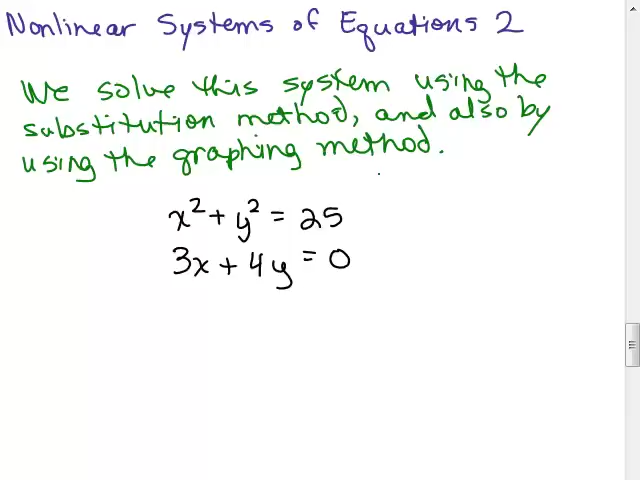 Nonlinear Systems of Equations 2
We solve this system using the
substitution method, and also by
using the graphing method.
x² + y² = 25
3x + 4y = 0